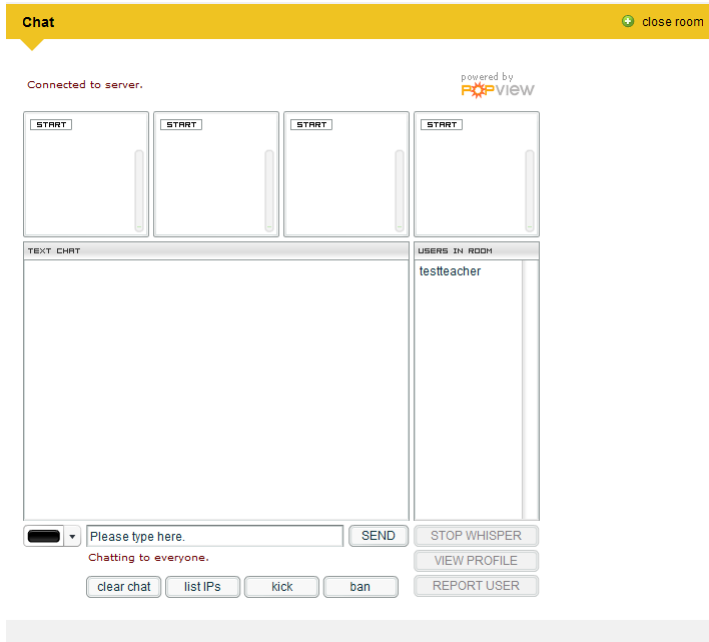 Chat
close room
Connected to server.
powered by
POPVIEW
START START START START
TEXT CHAT
USERS IN ROOM
testteacher
Please type here.
SEND
STOP WHISPER
Chatting to everyone.
VIEW PROFILE
clear chat list IPs kick ban
REPORT USER